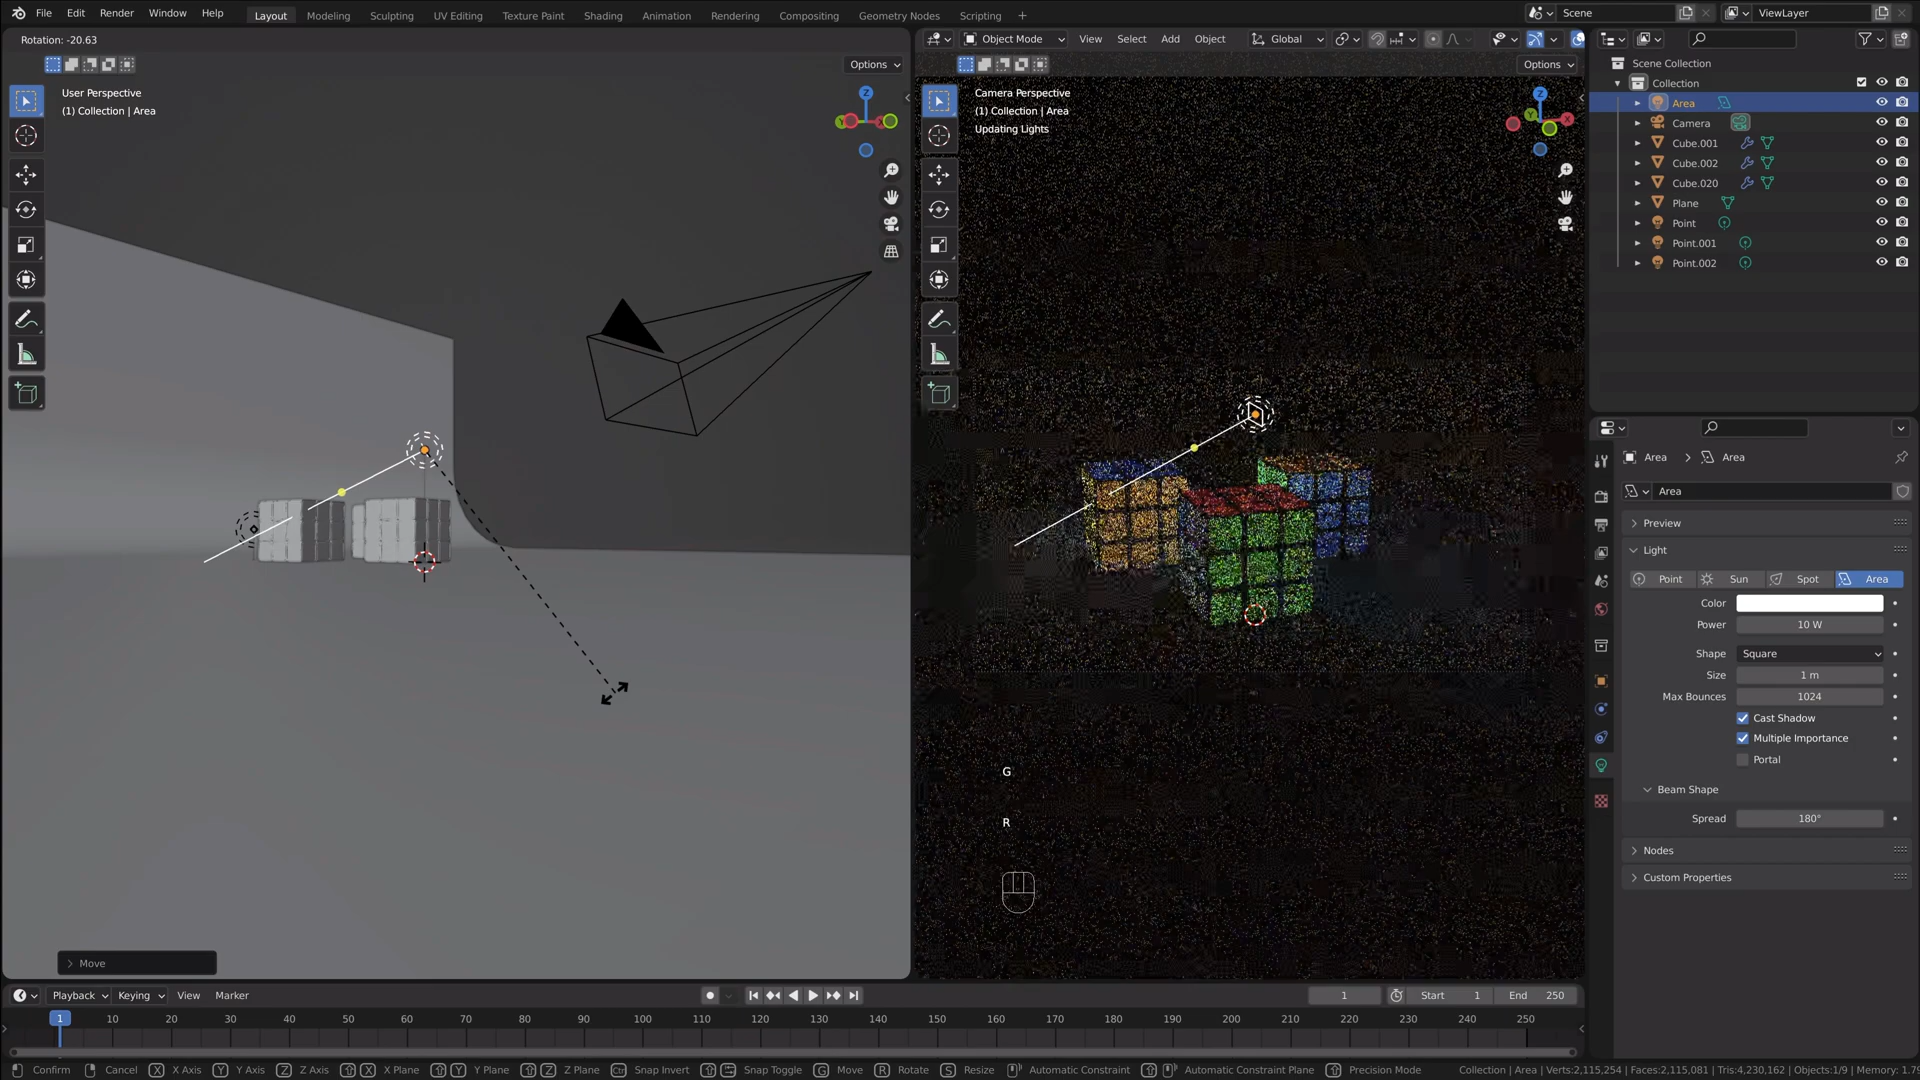 File Edit Render Window Help Layout Modeling Sculpting UV Editing Texture Paint Shading Animation Rendering Compositing Geometry Nodes Scripting + Scene ViewLayer
Rotation: -20.63
Object Mode View Select Add Object Global
Options
Options
User Perspective
(1) Collection | Area
Camera Perspective
(1) Collection | Area
Updating Lights
Z
Z
Scene Collection
Collection
Area
Camera
Cube.001
Cube.002
Cube.020
Plane
Point
Point.001
Point.002
Area > Area
Area
Preview
Light
Point Sun Spot Area
Color
Power 10 W
Shape Square
Size 1 m
Max Bounces 1024
Cast Shadow
Multiple Importance
Portal
Beam Shape
Spread 180°
Nodes
Custom Properties
G
R
Move
Playback Keying View Marker 1 Start 1 End 250
1 10 20 30 40 50 60 70 80 90 100 110 120 130 140 150 160 170 180 190 200 210 220 230 240 250
Confirm Cancel X X Axis Y Y Axis Z Z Axis X X Plane Y Y Plane Z Z Plane Ctrl Snap Invert Snap Toggle G Move R Rotate S Resize Automatic Constraint Automatic Constraint Plane Precision Mode Collection | Area | Verts:2,115,254 | Faces:2,115,081 | Tris:4,230,162 | Objects:1/9 | Memory: 1.79